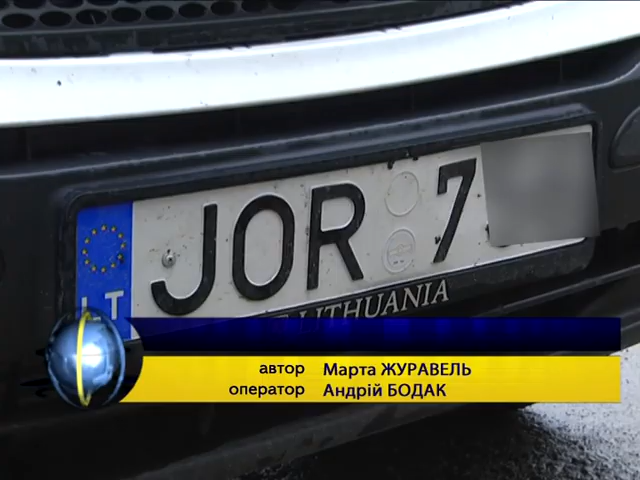 JOR 7
LT
LITHUANIA
автор Марта ЖУРАВЕЛЬ
оператор Андрій БОДАК